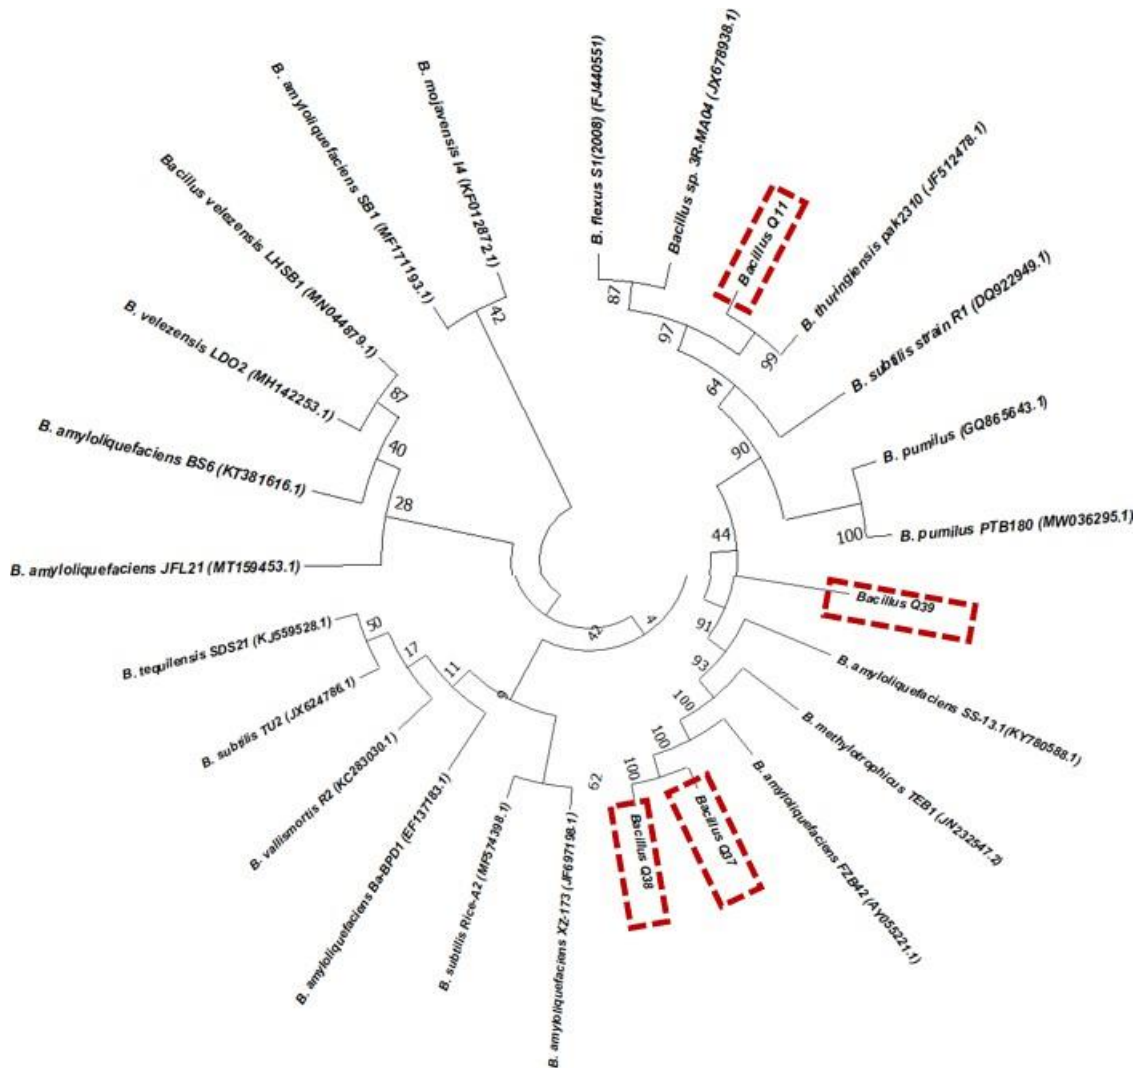 B. flexus S1(2008) (FJ440551)
Bacillus sp. 3R-MA04 (JX678938.1)
Bacillus Q11
B. thuringiensis pak2310 (JF512478.1)
B. subtilis strain R1 (DQ922949.1)
B. pumilus (GQ865643.1)
B. pumilus PTB180 (MW036295.1)
Bacillus Q39
B. amyloliquefaciens SS-13.1(KY780588.1)
B. methylotrophicus TEB1 (JN232547.2)
B. amyloliquefaciens FZB42 (AY055221.1)
Bacillus Q37
Bacillus Q38
B. amyloliquefaciens XZ-173 (JF697198.1)
B. subtilis Rice-A2 (MF574398.1)
B. amyloliquefaciens Ba-BPD1 (EF137183.1)
B. vallismortis R2 (KC283030.1)
B. subtilis TU2 (JX624786.1)
B. tequilensis SDS21 (KJ559528.1)
B. amyloliquefaciens JFL21 (MT159453.1)
B. amyloliquefaciens BS6 (KT381616.1)
B. velezensis LDO2 (MH142253.1)
Bacillus velezensis LHSB1 (MN044879.1)
B. amyloliquefaciens SB1 (MF171193.1)
B. mojavensis I4 (KF012872.1)
87
97
99
64
90
100
44
91
93
100
100
100
62
6
11
17
50
28
40
87
42
42
4